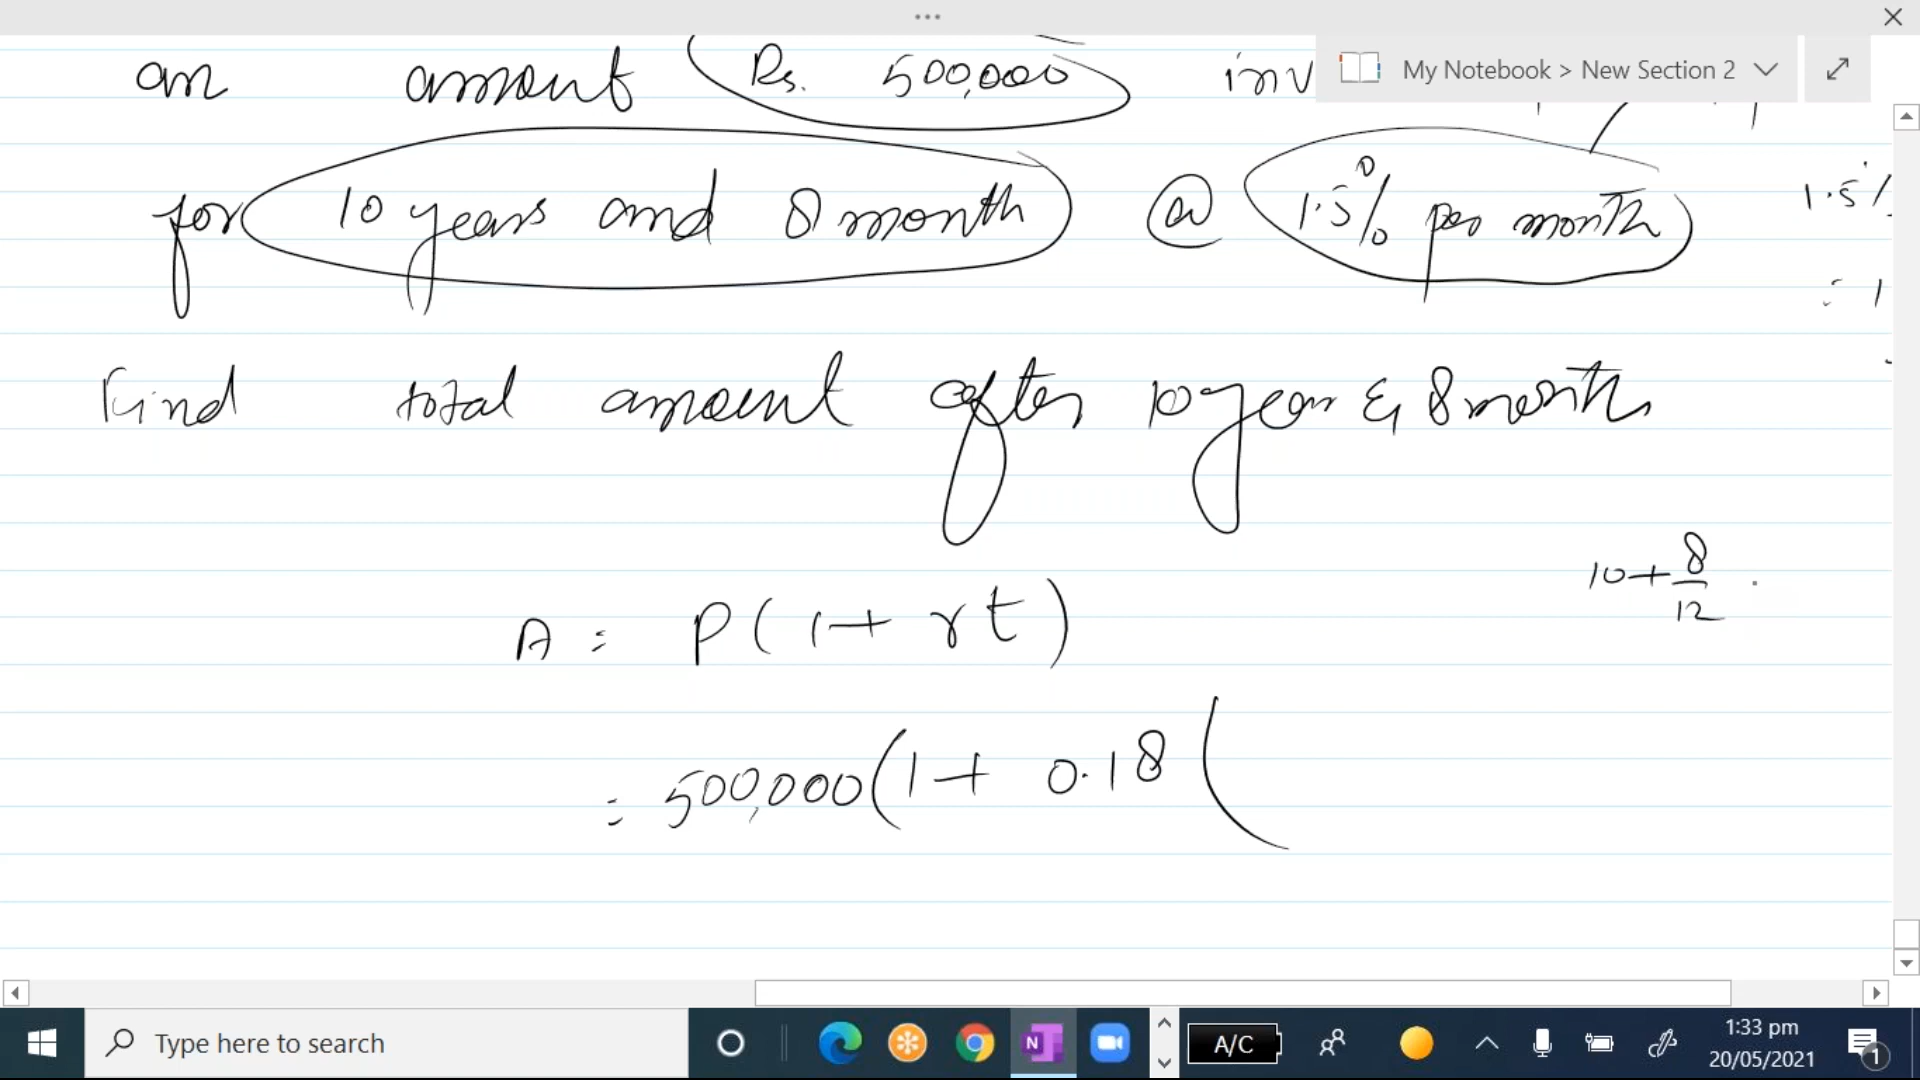 My Notebook > New Section 2
an amount Rs. 500,000 inv
for 10 years and 8 month @ 1.5% per month 1.5%
Find total amount after 10 year & 8 month
10+8/12
A = P(1+rt)
= 500,000(1+ 0.18(
Type here to search
N
A/C
1:33 pm
20/05/2021
1